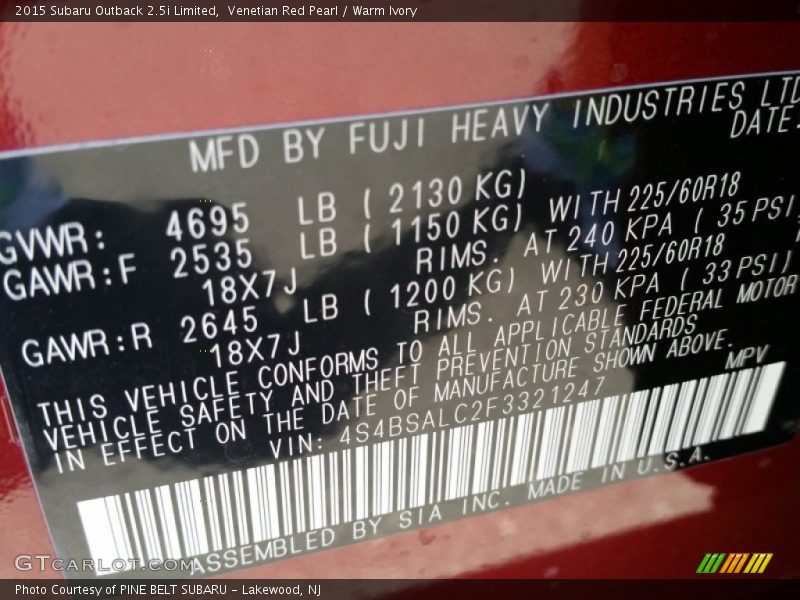 2015 Subaru Outback 2.5i Limited, Venetian Red Pearl / Warm Ivory
MFD BY FUJI HEAVY INDUSTRIES LTD
DATE:
GVWR: 4695 LB ( 2130 KG)
GAWR:F 2535 LB ( 1150 KG) WITH 225/60R18
18X7J RIMS. AT 240 KPA ( 35 PSI)
GAWR:R 2645 LB ( 1200 KG) WITH 225/60R18
18X7J RIMS. AT 230 KPA ( 33 PSI)
THIS VEHICLE CONFORMS TO ALL APPLICABLE FEDERAL MOTOR
VEHICLE SAFETY AND THEFT PREVENTION STANDARDS
IN EFFECT ON THE DATE OF MANUFACTURE SHOWN ABOVE.
VIN: 4S4BSALC2F3321247 MPV
ASSEMBLED BY SIA INC. MADE IN U.S.A.
GTCarlot.com
Photo Courtesy of PINE BELT SUBARU - Lakewood, NJ